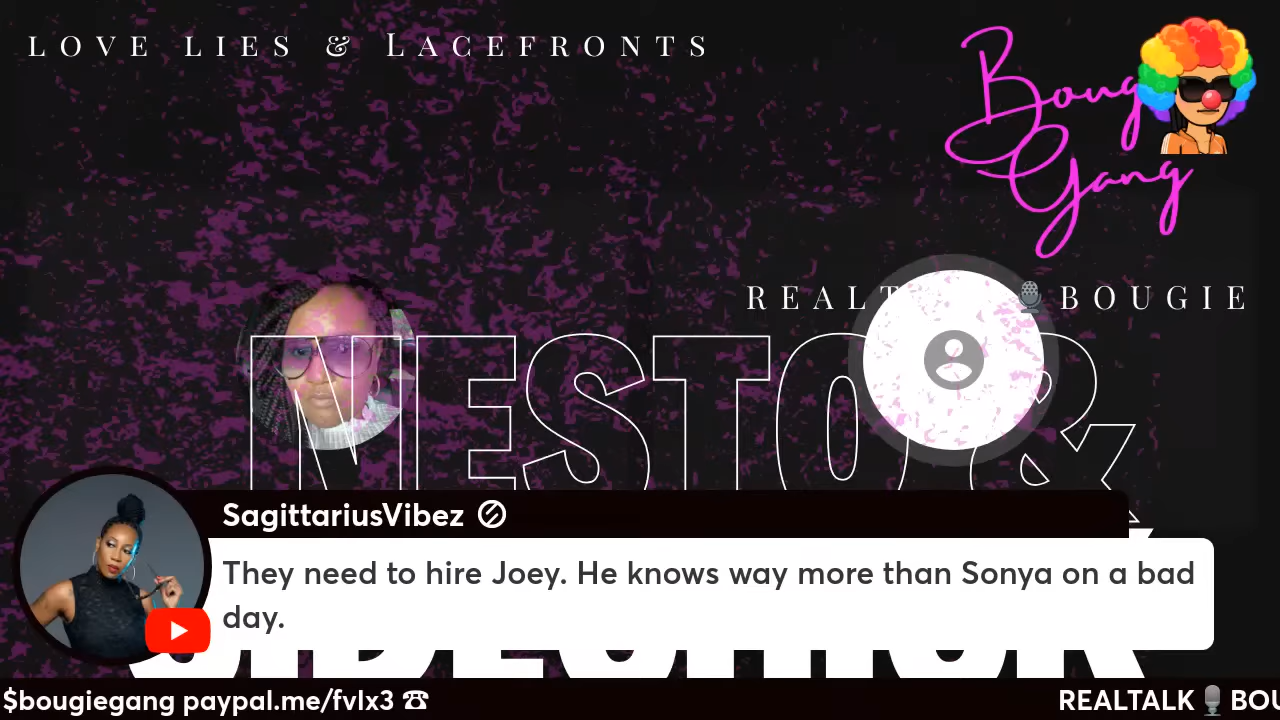 LOVE LIES & LACEFRONTS
Boug
Gang
REALT 🎙 BOUGIE
NESTO &
SagittariusVibez
They need to hire Joey. He knows way more than Sonya on a bad
day.
$bougiegang paypal.me/fvlx3 ☎
REALTALK🎙BOU